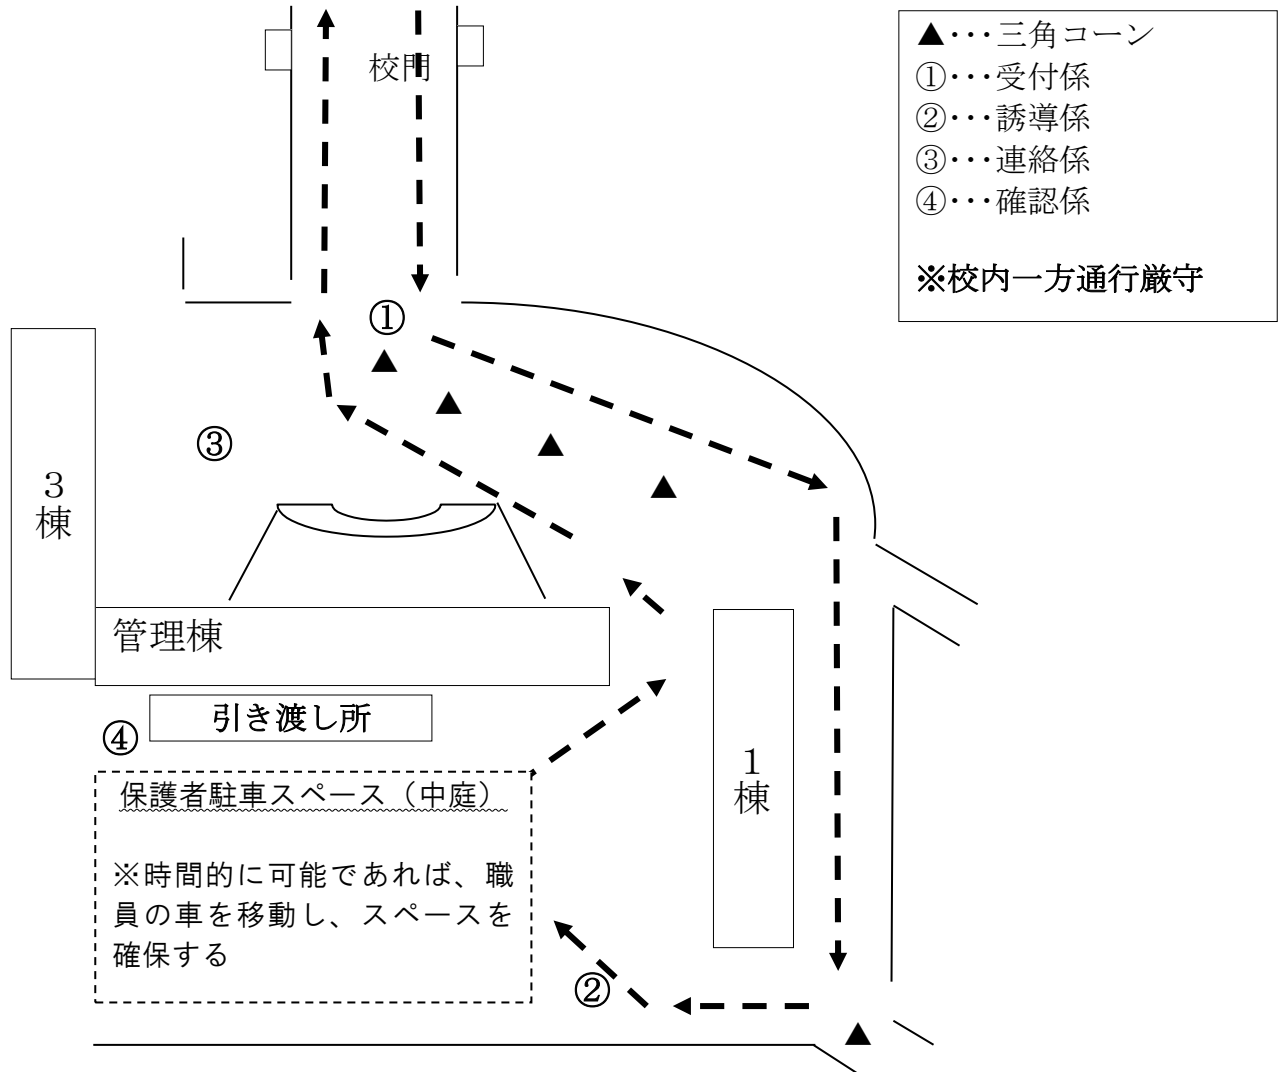 校門
▲･･･三角コーン
①･･･受付係
②･･･誘導係
③･･･連絡係
④･･･確認係
※校内一方通行厳守
①
③
3棟
管理棟
④
引き渡し所
1棟
保護者駐車スペース（中庭）
※時間的に可能であれば、職
員の車を移動し、スペースを
確保する
②